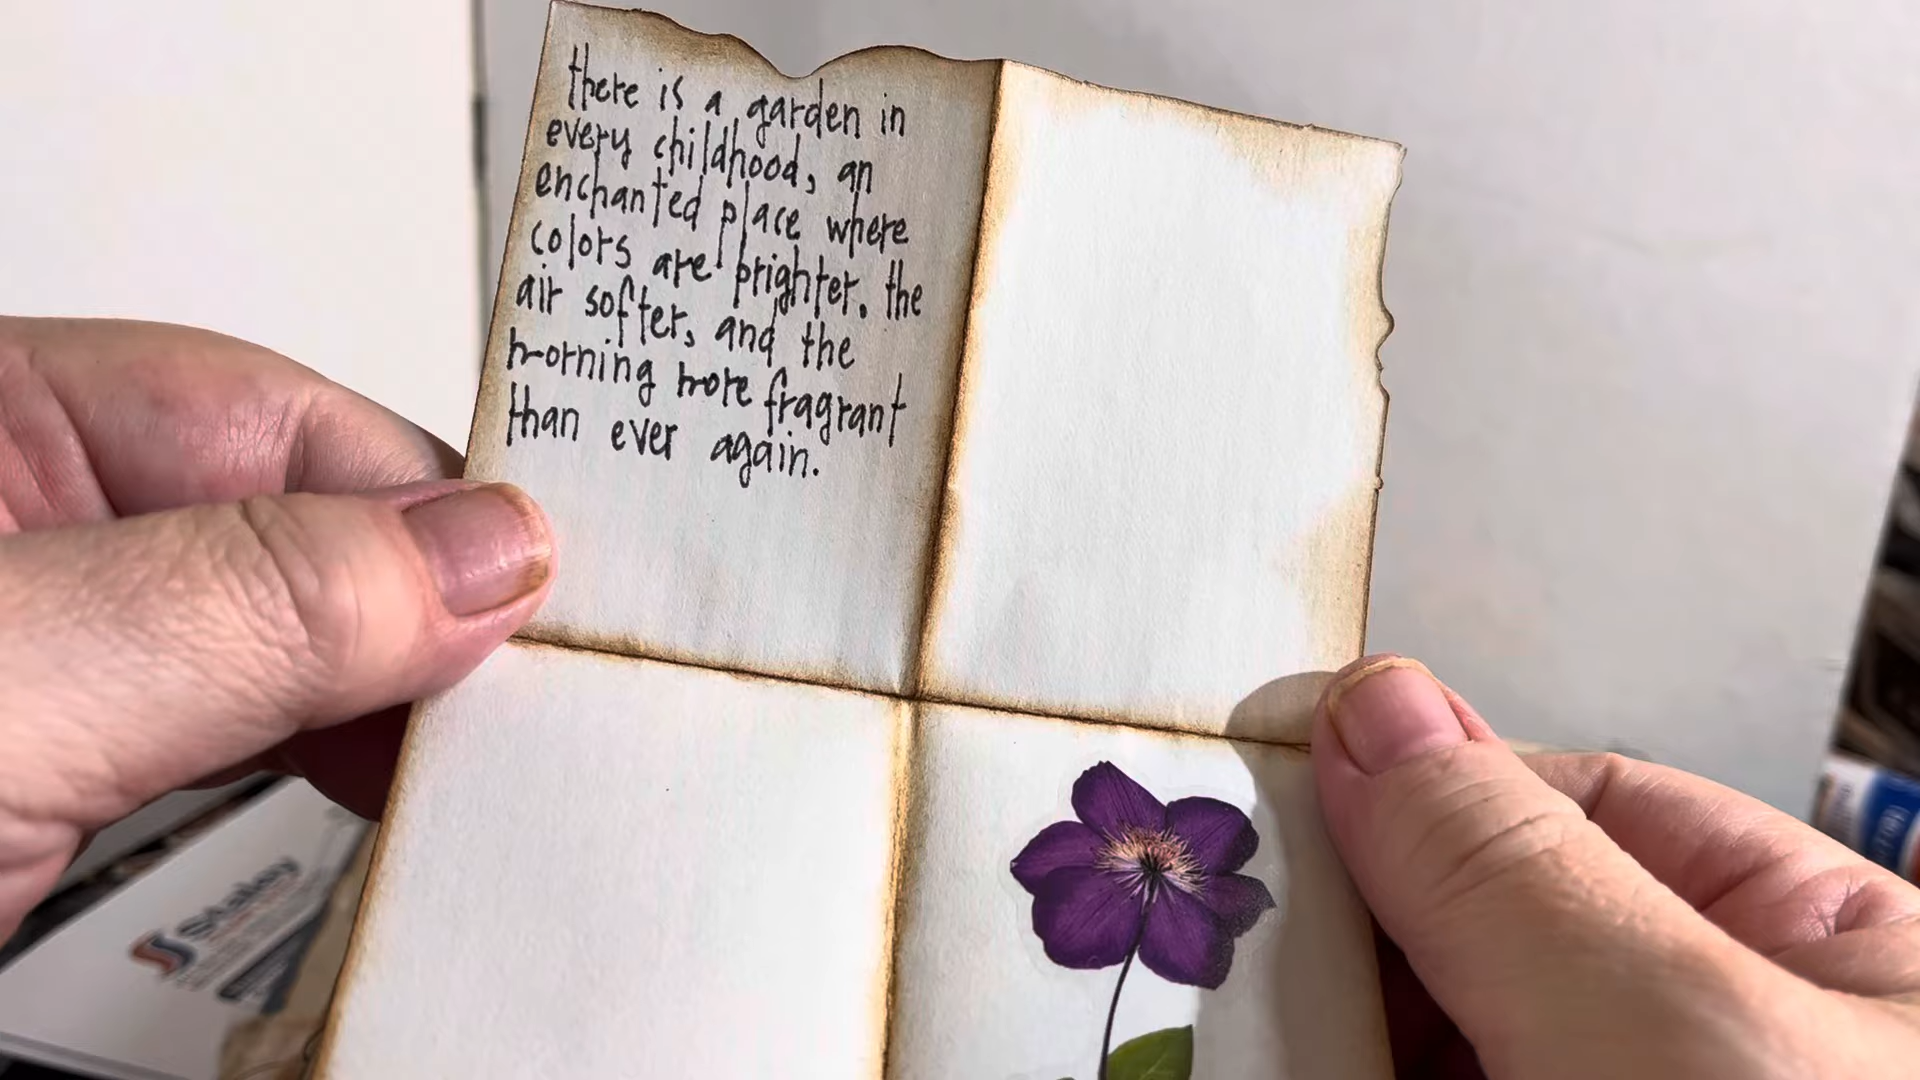 there is a garden in
every childhood, an
enchanted place where
colors are brighter. the
air softer, and the
morning more fragrant
than ever again.
Staley